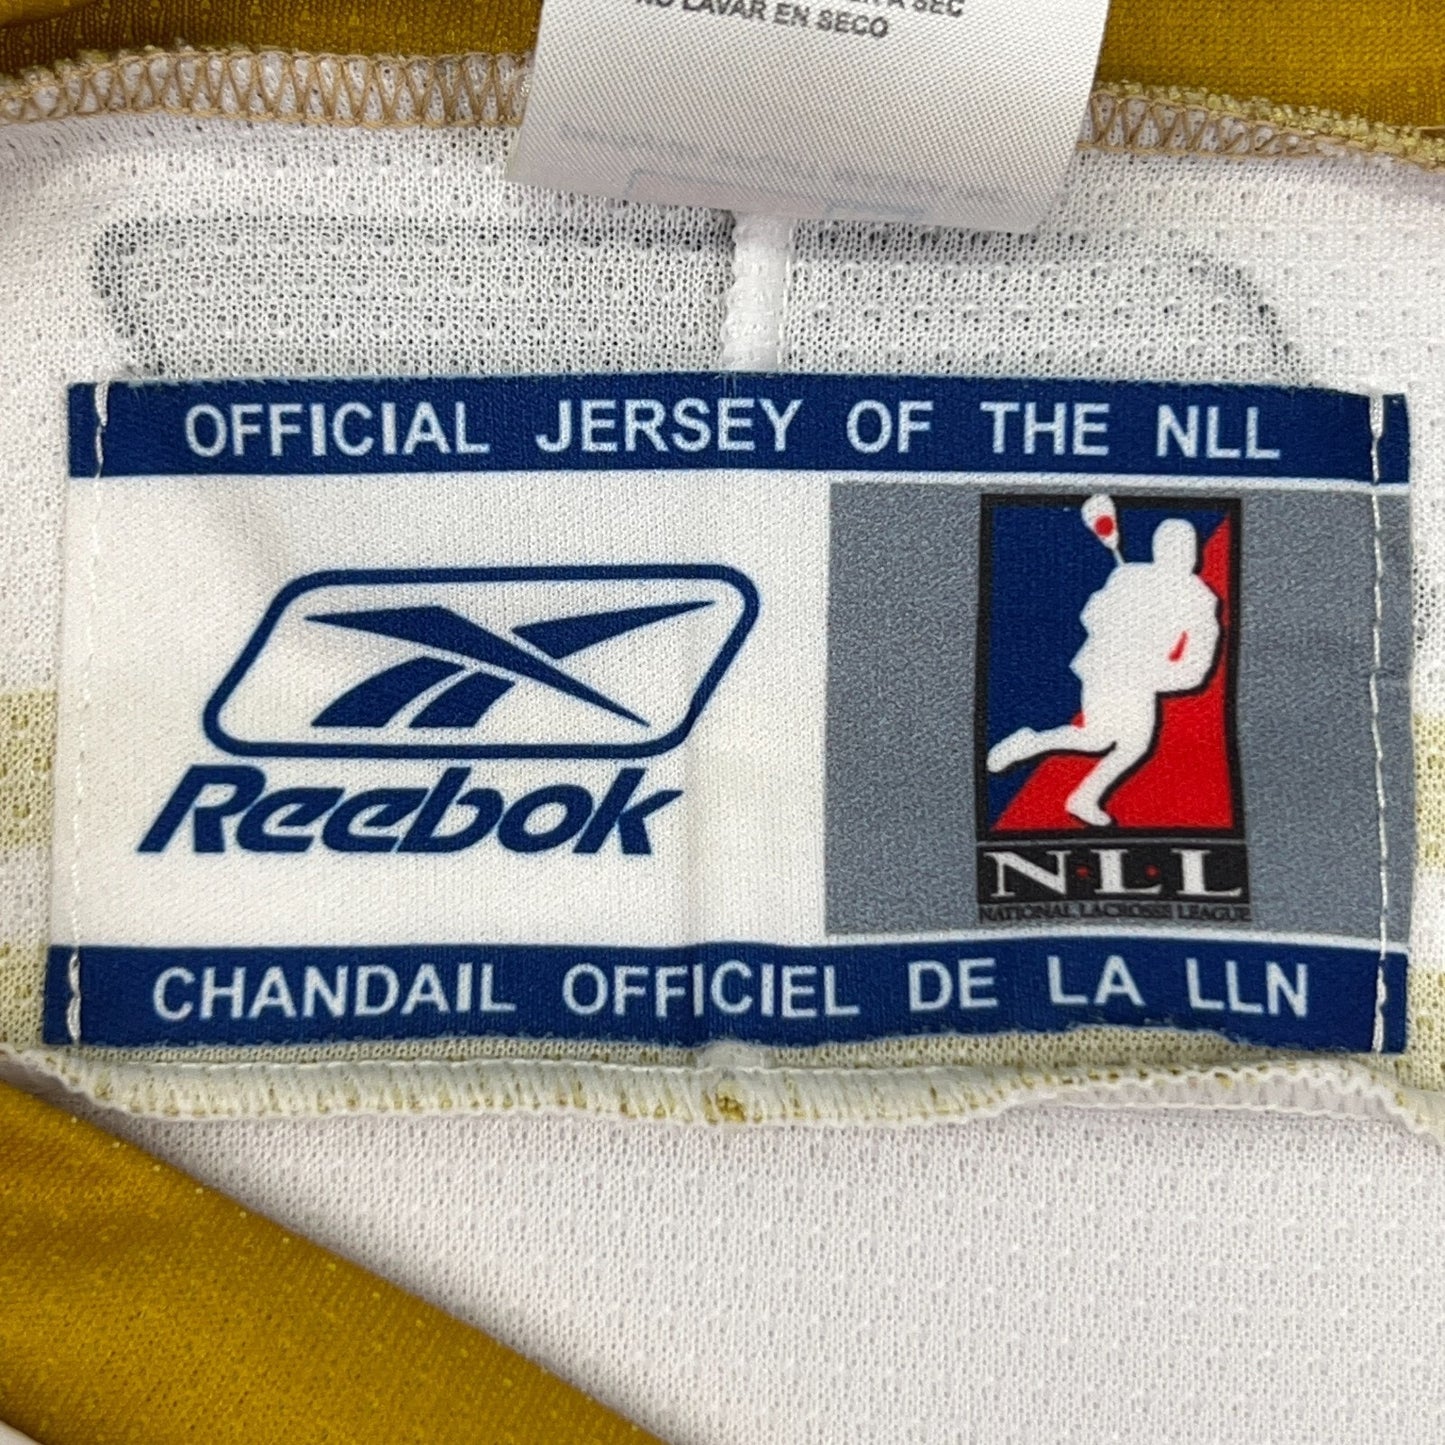 NO LAVAR EN SECO
OFFICIAL JERSEY OF THE NLL
Reebok
N·L·L
NATIONAL LACROSSE LEAGUE
CHANDAIL OFFICIEL DE LA LLN